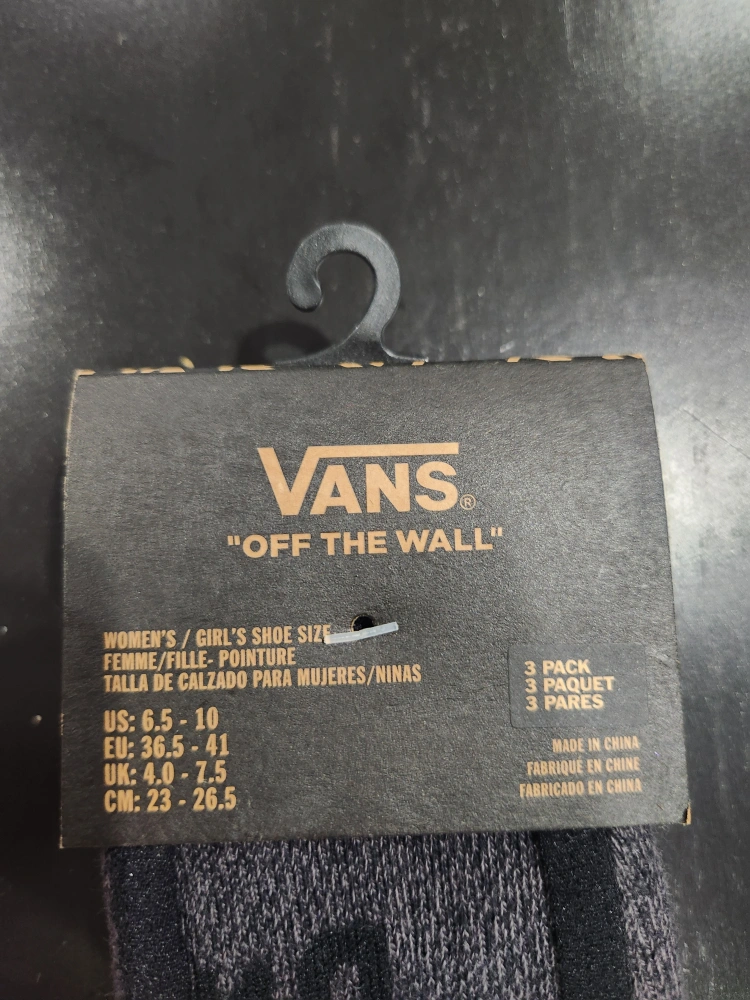 VANS®
"OFF THE WALL"
WOMEN'S / GIRL'S SHOE SIZE
FEMME/FILLE- POINTURE
TALLA DE CALZADO PARA MUJERES/NINAS
US: 6.5 - 10
EU: 36.5 - 41
UK: 4.0 - 7.5
CM: 23 - 26.5
3 PACK
3 PAQUET
3 PARES
MADE IN CHINA
FABRIQUÉ EN CHINE
FABRICADO EN CHINA